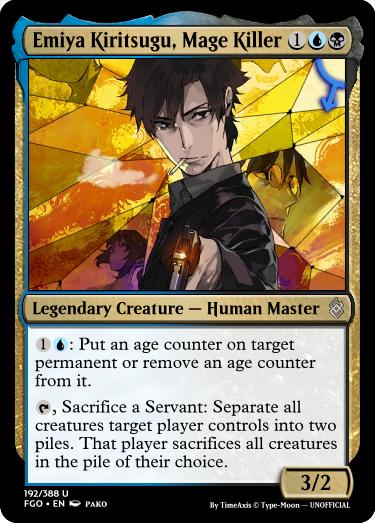 Emiya Kiritsugu, Mage Killer 1
Legendary Creature — Human Master
1 : Put an age counter on target
permanent or remove an age counter
from it.
, Sacrifice a Servant: Separate all
creatures target player controls into two
piles. That player sacrifices all creatures
in the pile of their choice.
3/2
192/388 U
FGO • EN PAKO
By TimeAxis © Type-Moon — UNOFFICIAL